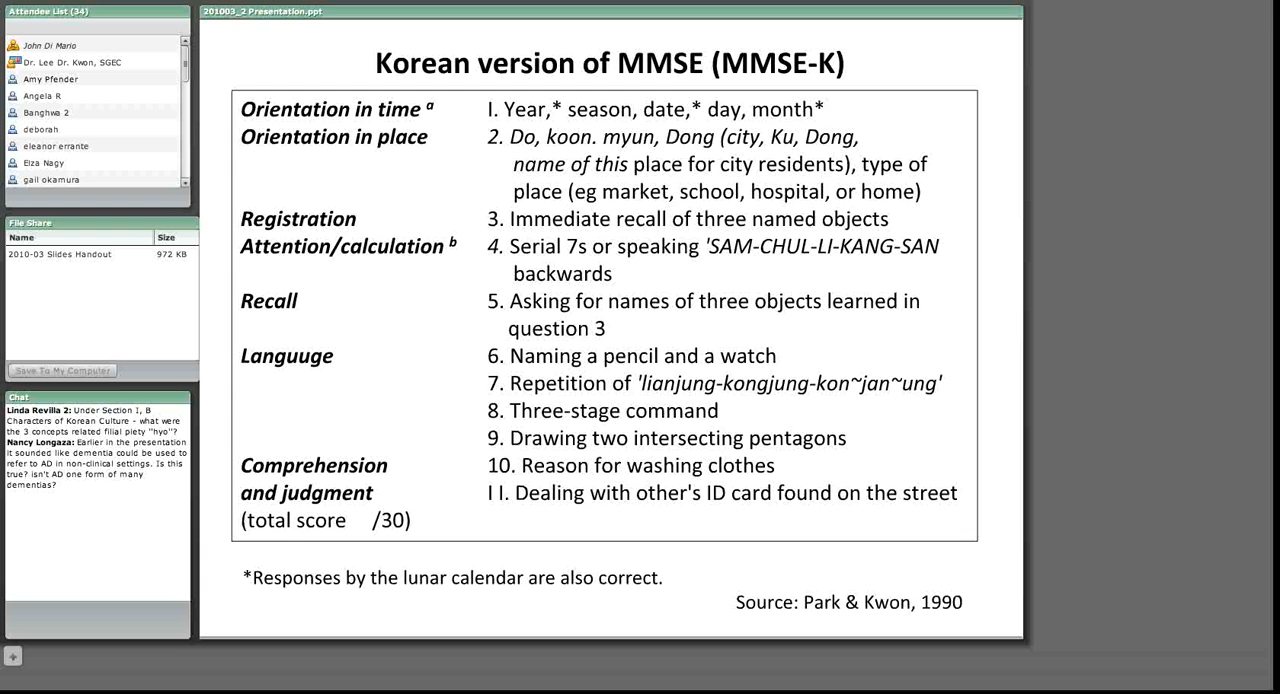 Attendee List (34)
John Di Mario
Dr. Lee Dr. Kwon, SGEC
Amy Pfender
Angela R
Banghwa 2
deborah
eleanor errante
Elza Nagy
gail okamura
File Share
Name Size
2010-03 Slides Handout 972 KB
Save To My Computer
Chat
Linda Revilla 2: Under Section I, B
Characters of Korean Culture - what were
the 3 concepts related filial piety "hyo"?
Nancy Longaza: Earlier in the presentation
it sounded like dementia could be used to
refer to AD in non-clinical settings. Is this
true? isn't AD one form of many
dementias?
201003_2 Presentation.ppt
Korean version of MMSE (MMSE-K)
Orientation in time a I. Year,* season, date,* day, month*
Orientation in place 2. Do, koon. myun, Dong (city, Ku, Dong,
name of this place for city residents), type of
place (eg market, school, hospital, or home)
Registration 3. Immediate recall of three named objects
Attention/calculation b 4. Serial 7s or speaking 'SAM-CHUL-LI-KANG-SAN
backwards
Recall 5. Asking for names of three objects learned in
question 3
Languuge 6. Naming a pencil and a watch
7. Repetition of 'lianjung-kongjung-kon~jan~ung'
8. Three-stage command
9. Drawing two intersecting pentagons
Comprehension 10. Reason for washing clothes
and judgment I I. Dealing with other's ID card found on the street
(total score /30)
*Responses by the lunar calendar are also correct.
Source: Park & Kwon, 1990